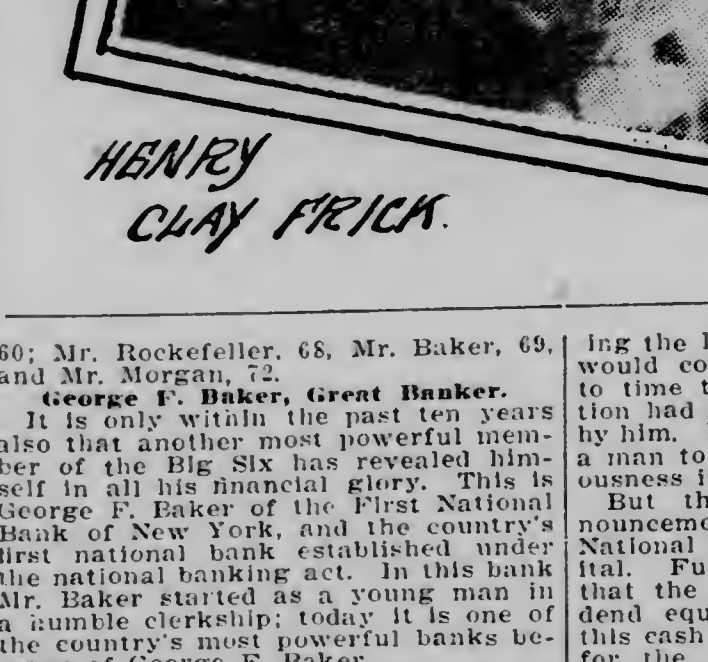 HENRY
CLAY FRICK.
60; Mr. Rockefeller, 68, Mr. Baker, 69,
and Mr. Morgan, 72.
George F. Baker, Great Banker.
It is only within the past ten years
also that another most powerful mem-
ber of the Big Six has revealed him-
self in all his financial glory. This is
George F. Baker of the First National
Bank of New York, and the country's
first national bank established under
the national banking act. In this bank
Mr. Baker started as a young man in
a humble clerkship; today it is one of
the country's most powerful banks be-
of George F. Baker
ing the
would co
to time t
tion had
by him.
a man to
ousness i
But th
nouncem
National
ital. Fu
that the
dend equ
this cash
for the